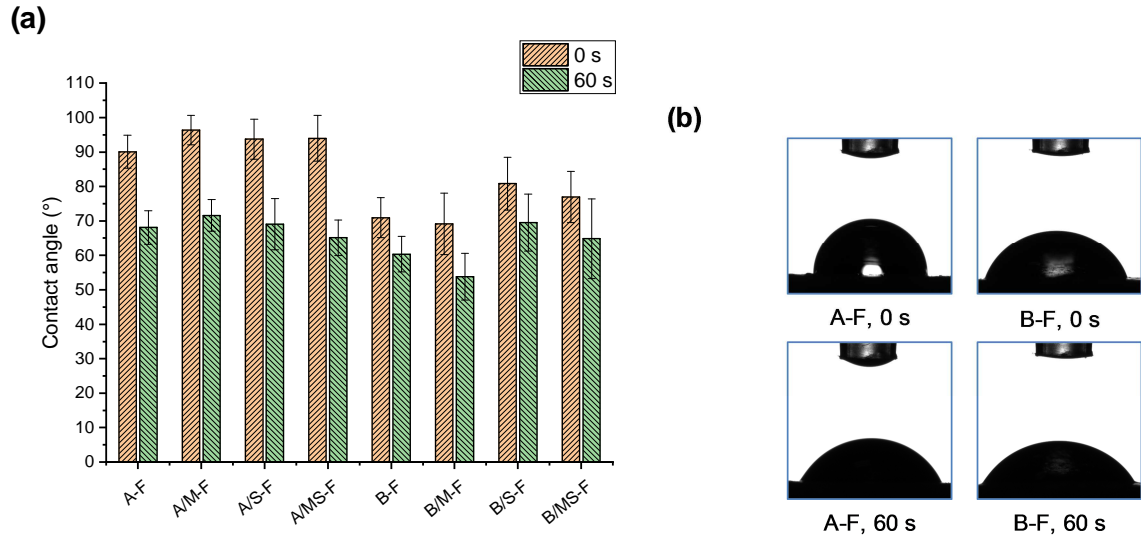 (a)
0 s
60 s
Contact angle (°)
110
100
90
80
70
60
50
40
30
20
10
0
A-F
A/M-F
A/S-F
A/MS-F
B-F
B/M-F
B/S-F
B/MS-F
(b)
A-F, 0 s
B-F, 0 s
A-F, 60 s
B-F, 60 s